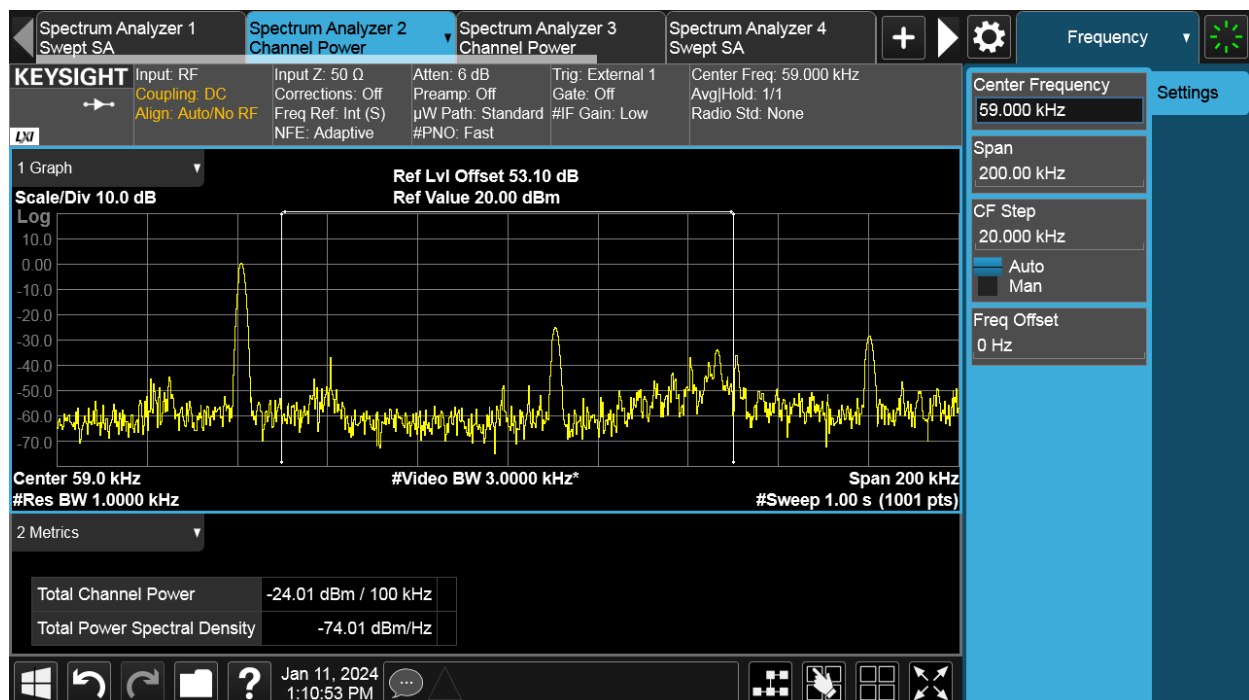 Spectrum Analyzer 1
Swept SA
Spectrum Analyzer 2
Channel Power
Spectrum Analyzer 3
Channel Power
Spectrum Analyzer 4
Swept SA
Frequency
KEYSIGHT
LXI
Input: RF
Coupling: DC
Align: Auto/No RF
Input Z: 50 Ω
Corrections: Off
Freq Ref: Int (S)
NFE: Adaptive
Atten: 6 dB
Preamp: Off
µW Path: Standard
#PNO: Fast
Trig: External 1
Gate: Off
#IF Gain: Low
Center Freq: 59.000 kHz
Avg|Hold: 1/1
Radio Std: None
Center Frequency
59.000 kHz
Settings
Span
200.00 kHz
CF Step
20.000 kHz
Auto
Man
Freq Offset
0 Hz
1 Graph
Scale/Div 10.0 dB
Ref Lvl Offset 53.10 dB
Ref Value 20.00 dBm
Log
10.0
0.00
-10.0
-20.0
-30.0
-40.0
-50.0
-60.0
-70.0
Center 59.0 kHz
#Video BW 3.0000 kHz*
Span 200 kHz
#Res BW 1.0000 kHz
#Sweep 1.00 s (1001 pts)
2 Metrics
Total Channel Power -24.01 dBm / 100 kHz
Total Power Spectral Density -74.01 dBm/Hz
?
Jan 11, 2024
1:10:53 PM